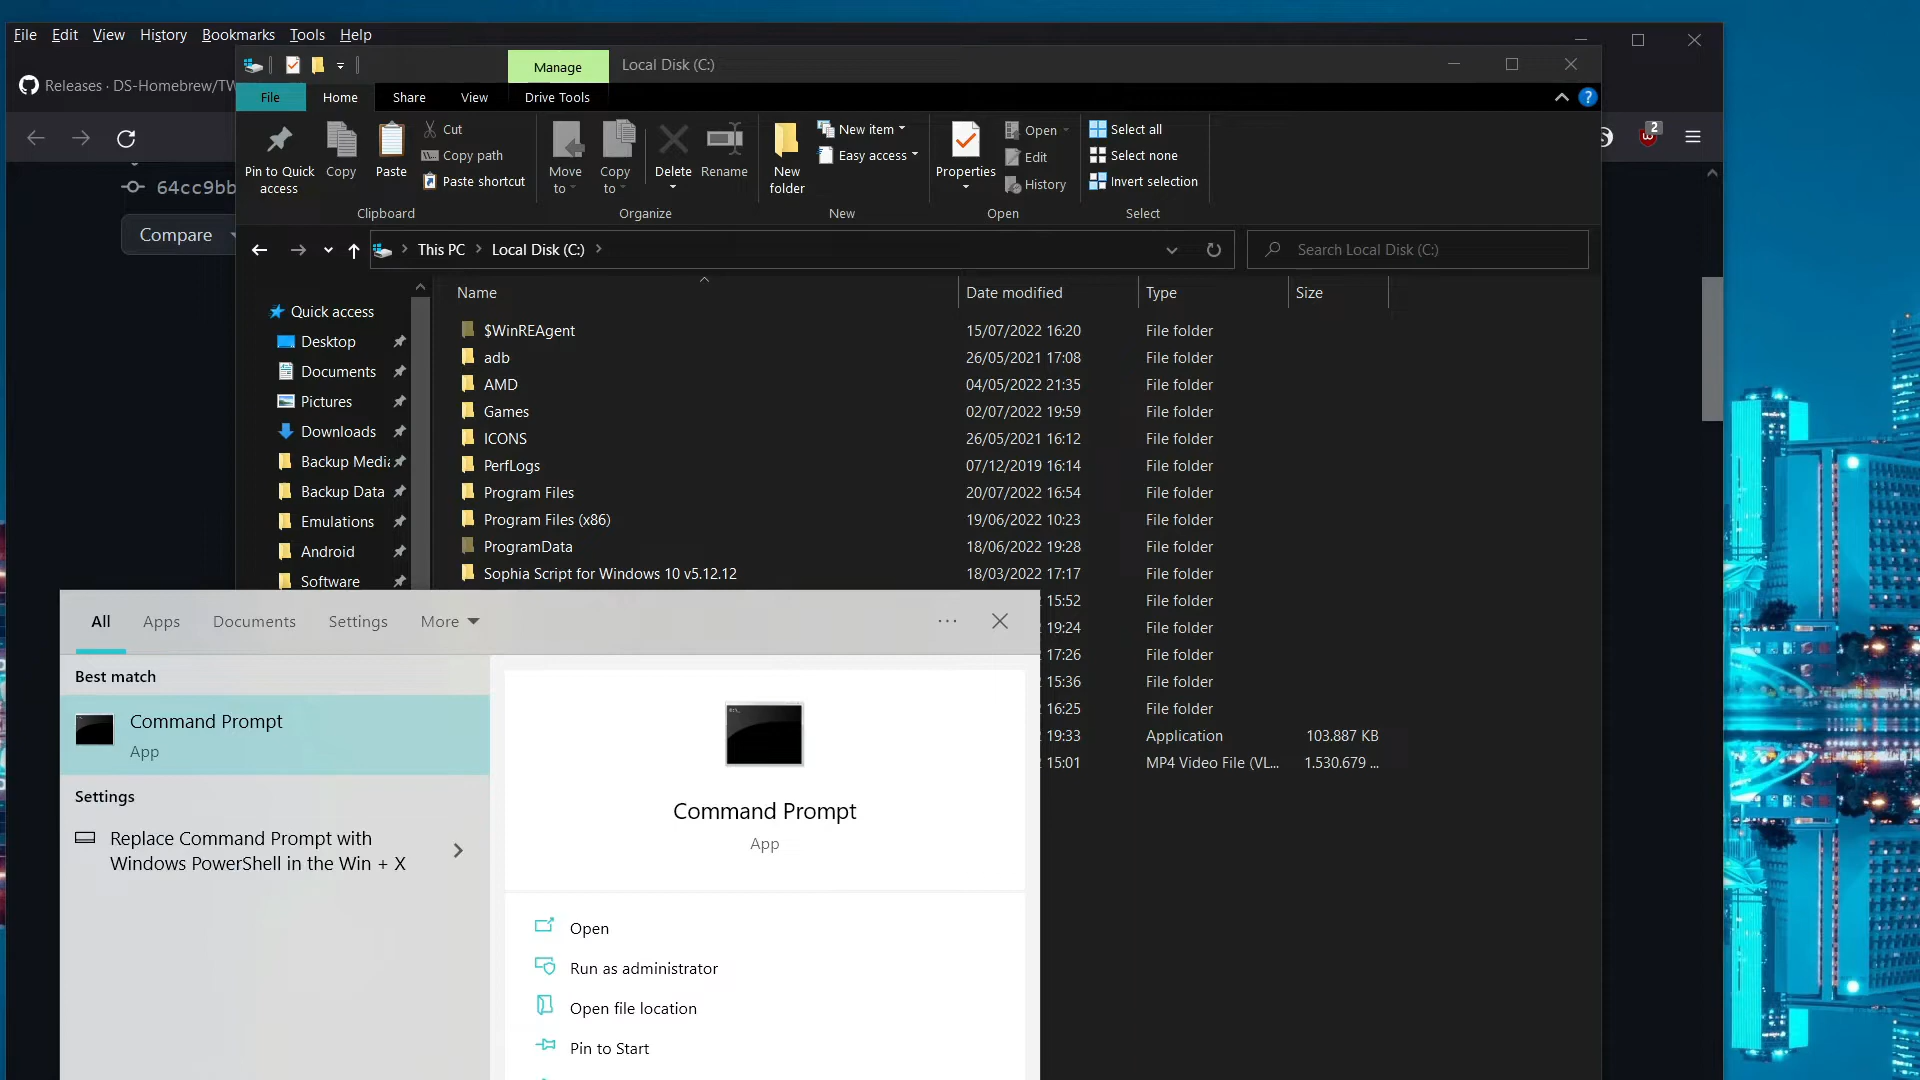 File Edit View History Bookmarks Tools Help
Manage Local Disk (C:)
Releases · DS-Homebrew/TW
File Home Share View Drive Tools
Pin to Quick access
Copy
Paste
Cut
Copy path
Paste shortcut
Clipboard
Move to
Copy to
Delete
Rename
Organize
New folder
New item
Easy access
New
Properties
Open
Edit
History
Open
Select all
Select none
Invert selection
Select
2
64cc9bb
Compare
This PC > Local Disk (C:) >
Search Local Disk (C:)
Quick access
Desktop
Documents
Pictures
Downloads
Backup Medi
Backup Data
Emulations
Android
Software
Name Date modified Type Size
$WinREAgent 15/07/2022 16:20 File folder
adb 26/05/2021 17:08 File folder
AMD 04/05/2022 21:35 File folder
Games 02/07/2022 19:59 File folder
ICONS 26/05/2021 16:12 File folder
PerfLogs 07/12/2019 16:14 File folder
Program Files 20/07/2022 16:54 File folder
Program Files (x86) 19/06/2022 10:23 File folder
ProgramData 18/06/2022 19:28 File folder
Sophia Script for Windows 10 v5.12.12 18/03/2022 17:17 File folder
15:52 File folder
19:24 File folder
17:26 File folder
15:36 File folder
16:25 File folder
19:33 Application 103.887 KB
15:01 MP4 Video File (VL... 1.530.679 ...
All Apps Documents Settings More
Best match
Command Prompt
App
Settings
Replace Command Prompt with
Windows PowerShell in the Win + X
Command Prompt
App
Open
Run as administrator
Open file location
Pin to Start